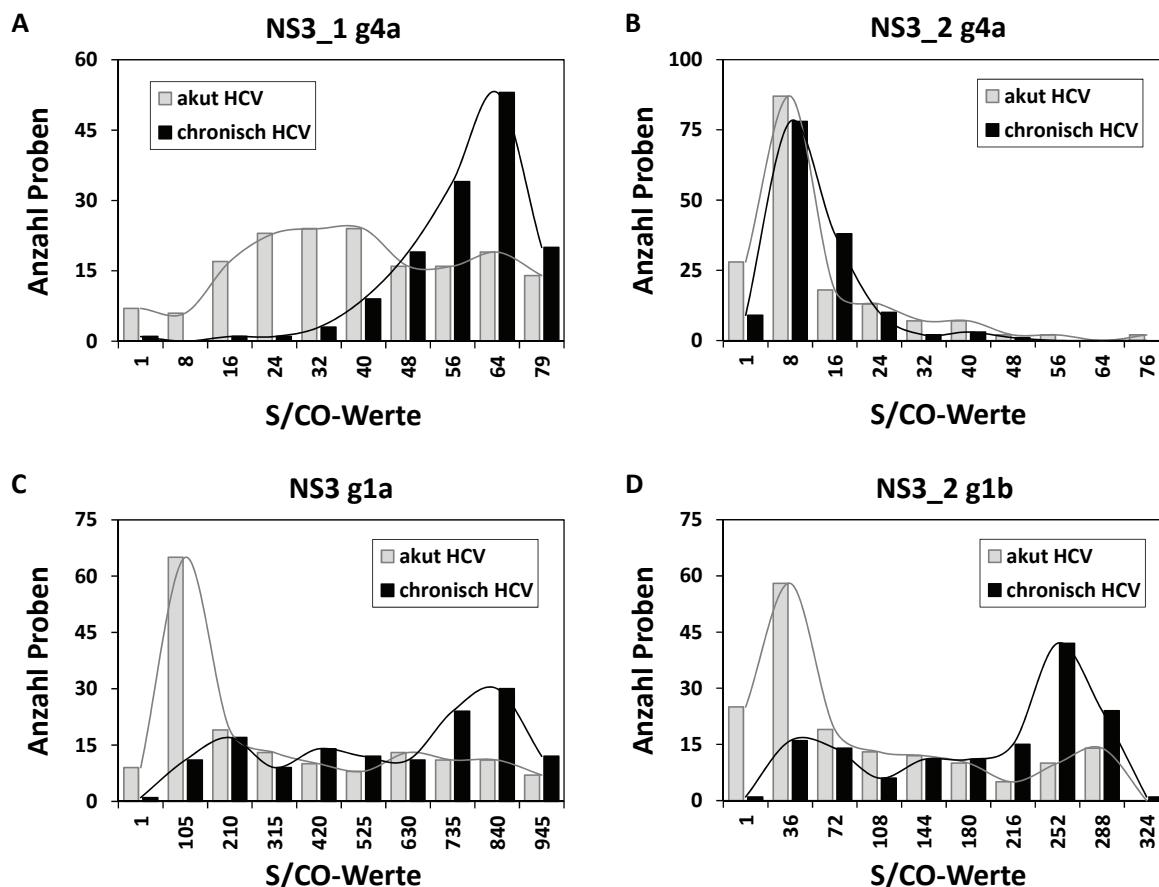 A
NS3_1 g4a
60
45
30
15
0
Anzahl Proben
akut HCV
chronisch HCV
1 8 16 24 32 40 48 56 64 79
S/CO-Werte
B
NS3_2 g4a
100
75
50
25
0
Anzahl Proben
akut HCV
chronisch HCV
1 8 16 24 32 40 48 56 64 76
S/CO-Werte
C
NS3 g1a
75
60
45
30
15
0
Anzahl Proben
akut HCV
chronisch HCV
1 105 210 315 420 525 630 735 840 945
S/CO-Werte
D
NS3_2 g1b
75
60
45
30
15
0
Anzahl Proben
akut HCV
chronisch HCV
1 36 72 108 144 180 216 252 288 324
S/CO-Werte